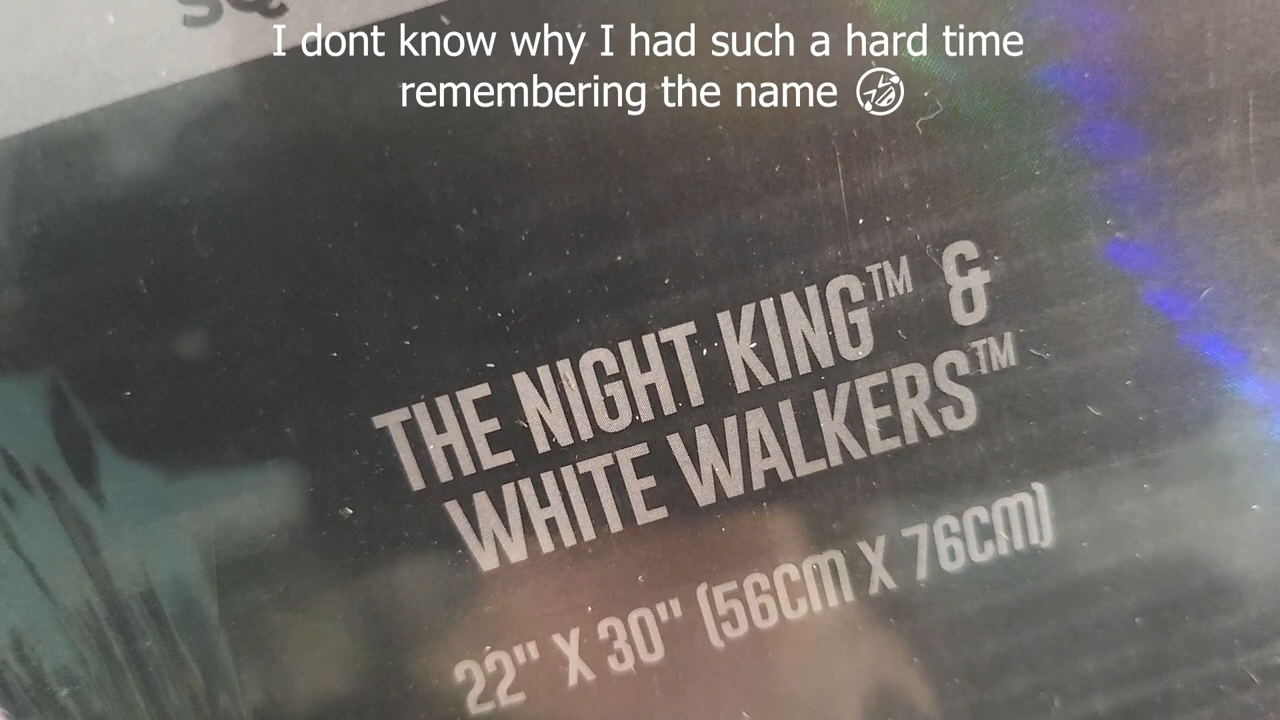 SQ
I dont know why I had such a hard time
remembering the name 🤣
THE NIGHT KING™ &
WHITE WALKERS™
22" X 30" (56CM X 76CM)